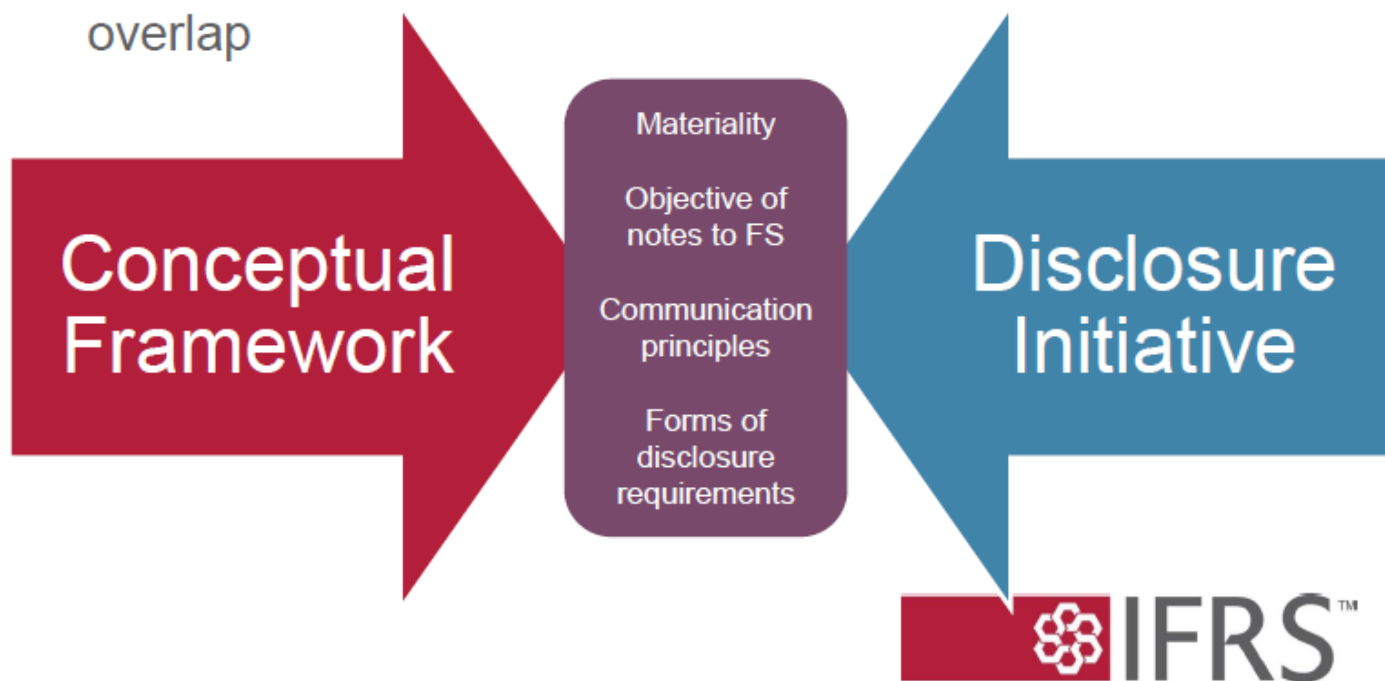 overlap
Conceptual
Framework
Materiality
Objective of
notes to FS
Communication
principles
Forms of
disclosure
requirements
Disclosure
Initiative
IFRS™